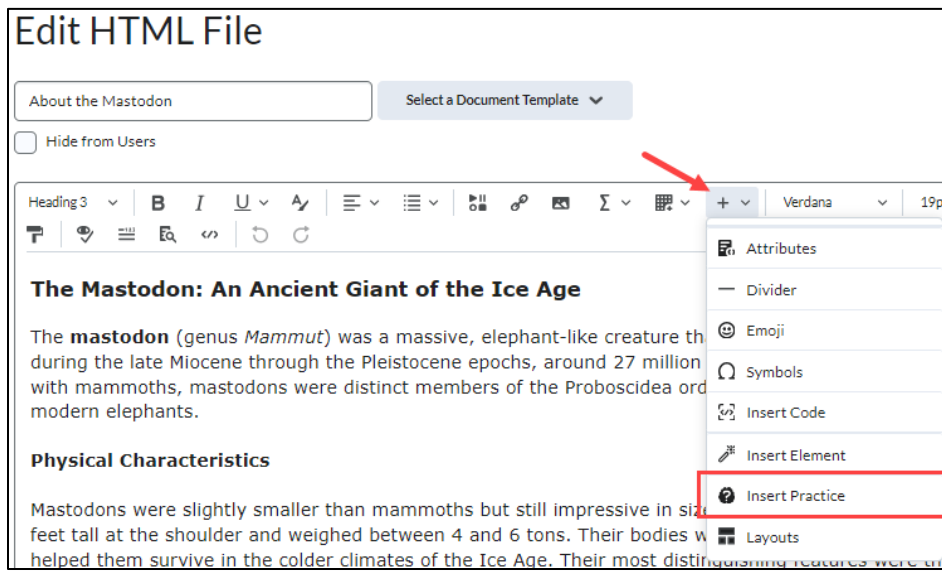 Edit HTML File
About the Mastodon
Select a Document Template
Hide from Users
Heading 3 B I U A Σ + Verdana 19p
The Mastodon: An Ancient Giant of the Ice Age
The mastodon (genus Mammut) was a massive, elephant-like creature
during the late Miocene through the Pleistocene epochs, around 27 million
with mammoths, mastodons were distinct members of the Proboscidea
modern elephants.
Physical Characteristics
Mastodons were slightly smaller than mammoths but still impressive in
feet tall at the shoulder and weighed between 4 and 6 tons. Their bodies
helped them survive in the colder climates of the Ice Age. Their most distinguishing features were
Attributes
Divider
Emoji
Ω Symbols
Insert Code
Insert Element
Insert Practice
Layouts